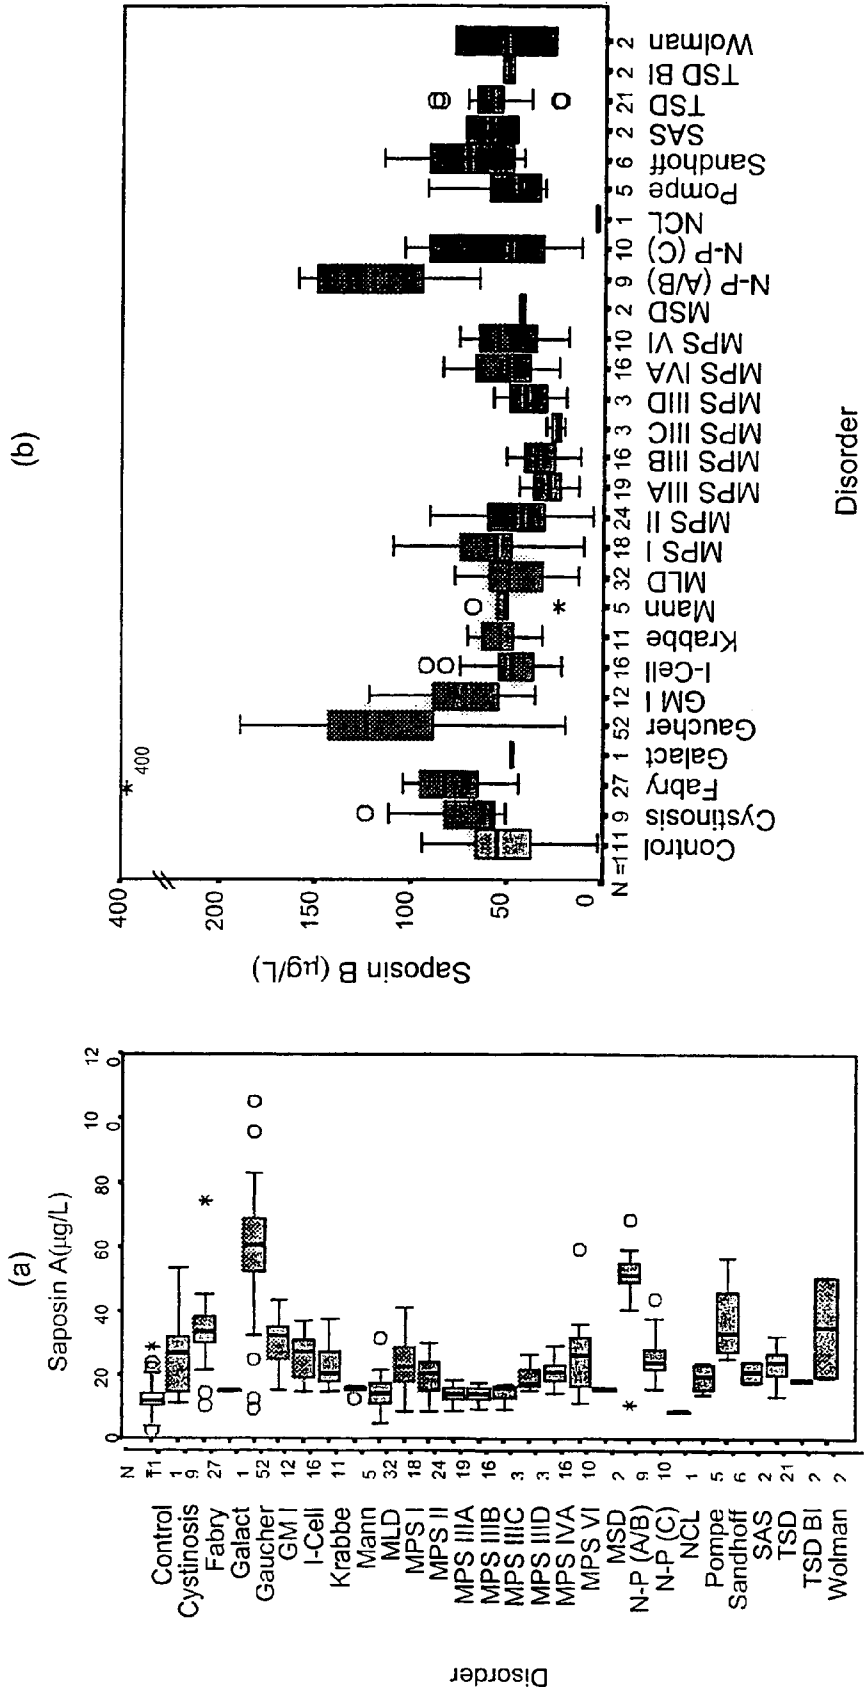 (a)
Saposin A(µg/L)
0
20
40
60
80
10
0
12
0
N
11
1
9
27
1
52
12
16
11
5
32
18
24
19
16
3
3
16
10
2
9
10
1
5
6
2
21
2
2
Control
Cystinosis
Fabry
Galact
Gaucher
GM I
I-Cell
Krabbe
Mann
MLD
MPS I
MPS II
MPS IIIA
MPS IIIB
MPS IIIC
MPS IIID
MPS IVA
MPS VI
MSD
N-P (A/B)
N-P (C)
NCL
Pompe
Sandhoff
SAS
TSD
TSD BI
Wolman
Disorder
(b)
Saposin B (µg/L)
400
200
150
100
50
0
400
N =111
9
27
1
52
12
16
11
5
32
18
24
19
16
3
3
16
10
2
9
10
1
5
6
2
21
2
2
Control
Cystinosis
Fabry
Galact
Gaucher
GM I
I-Cell
Krabbe
Mann
MLD
MPS I
MPS II
MPS IIIA
MPS IIIB
MPS IIIC
MPS IIID
MPS IVA
MPS VI
MSD
N-P (A/B)
N-P (C)
NCL
Pompe
Sandhoff
SAS
TSD
TSD BI
Wolman
Disorder